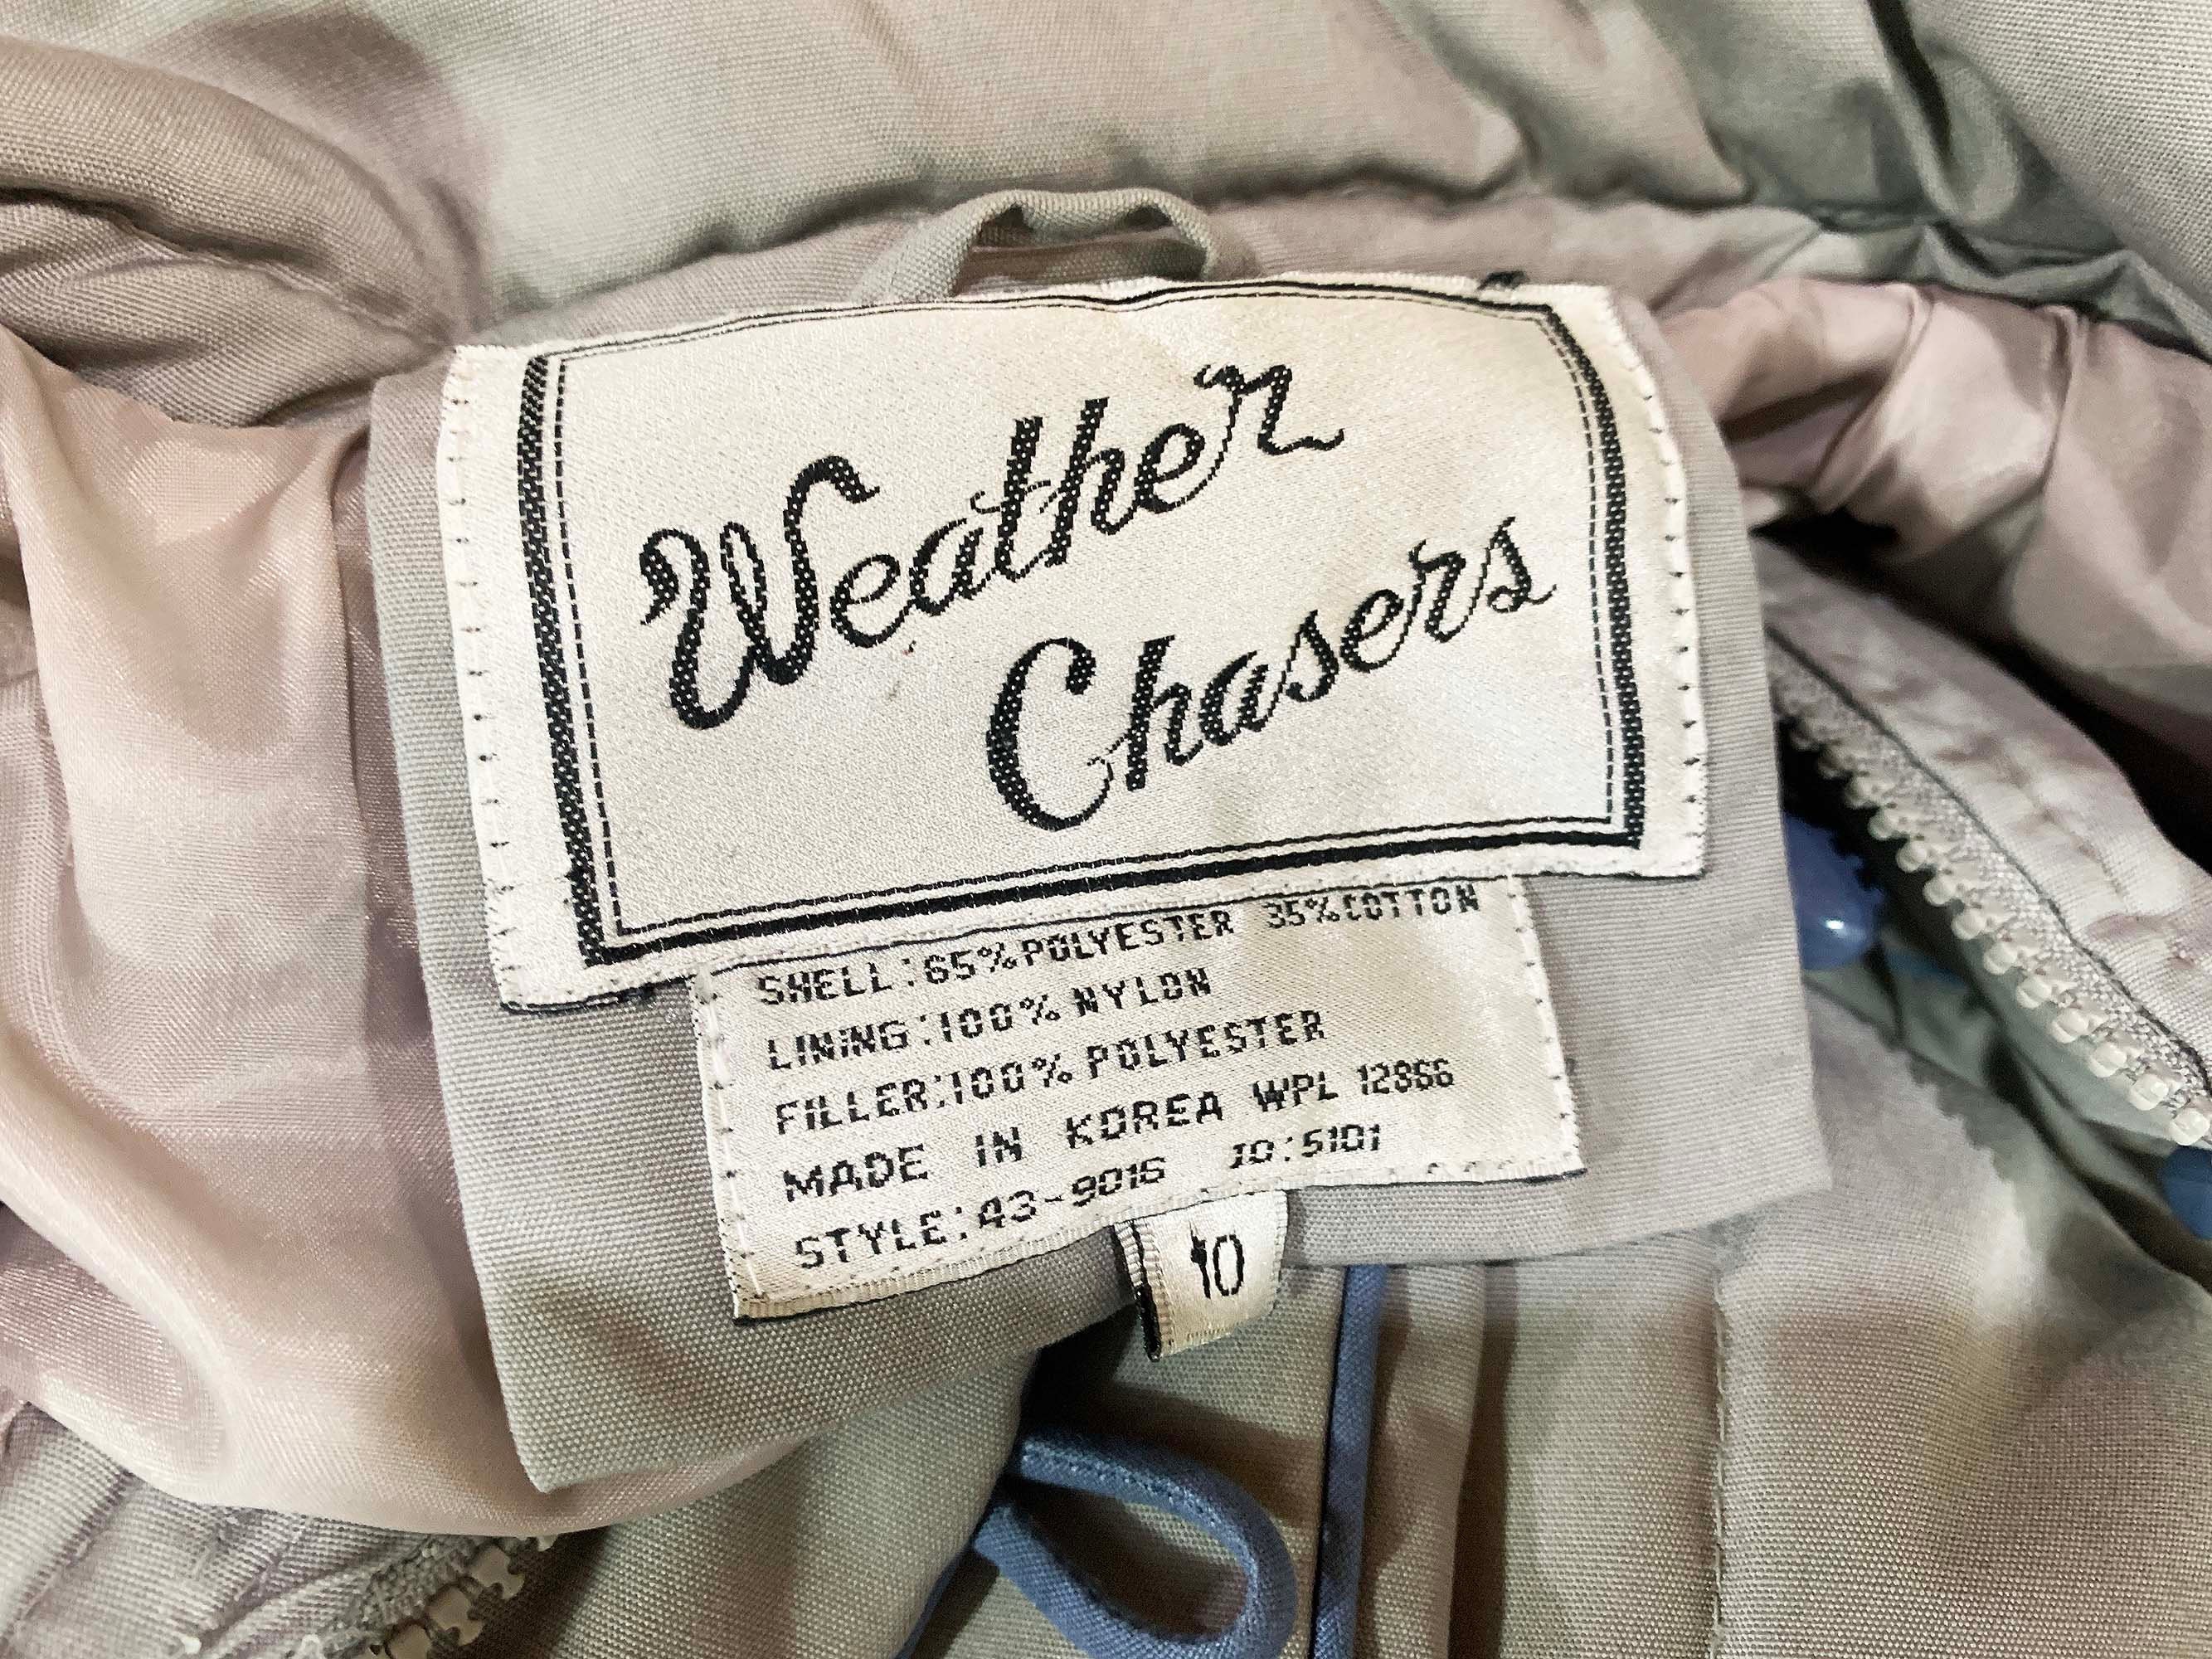 Weather
Chasers
SHELL:65%POLYESTER 35%COTTON
LINING:100% NYLON
FILLER:100% POLYESTER
MADE IN KOREA WPL 12866
STYLE:43-9016 ID:5101
10